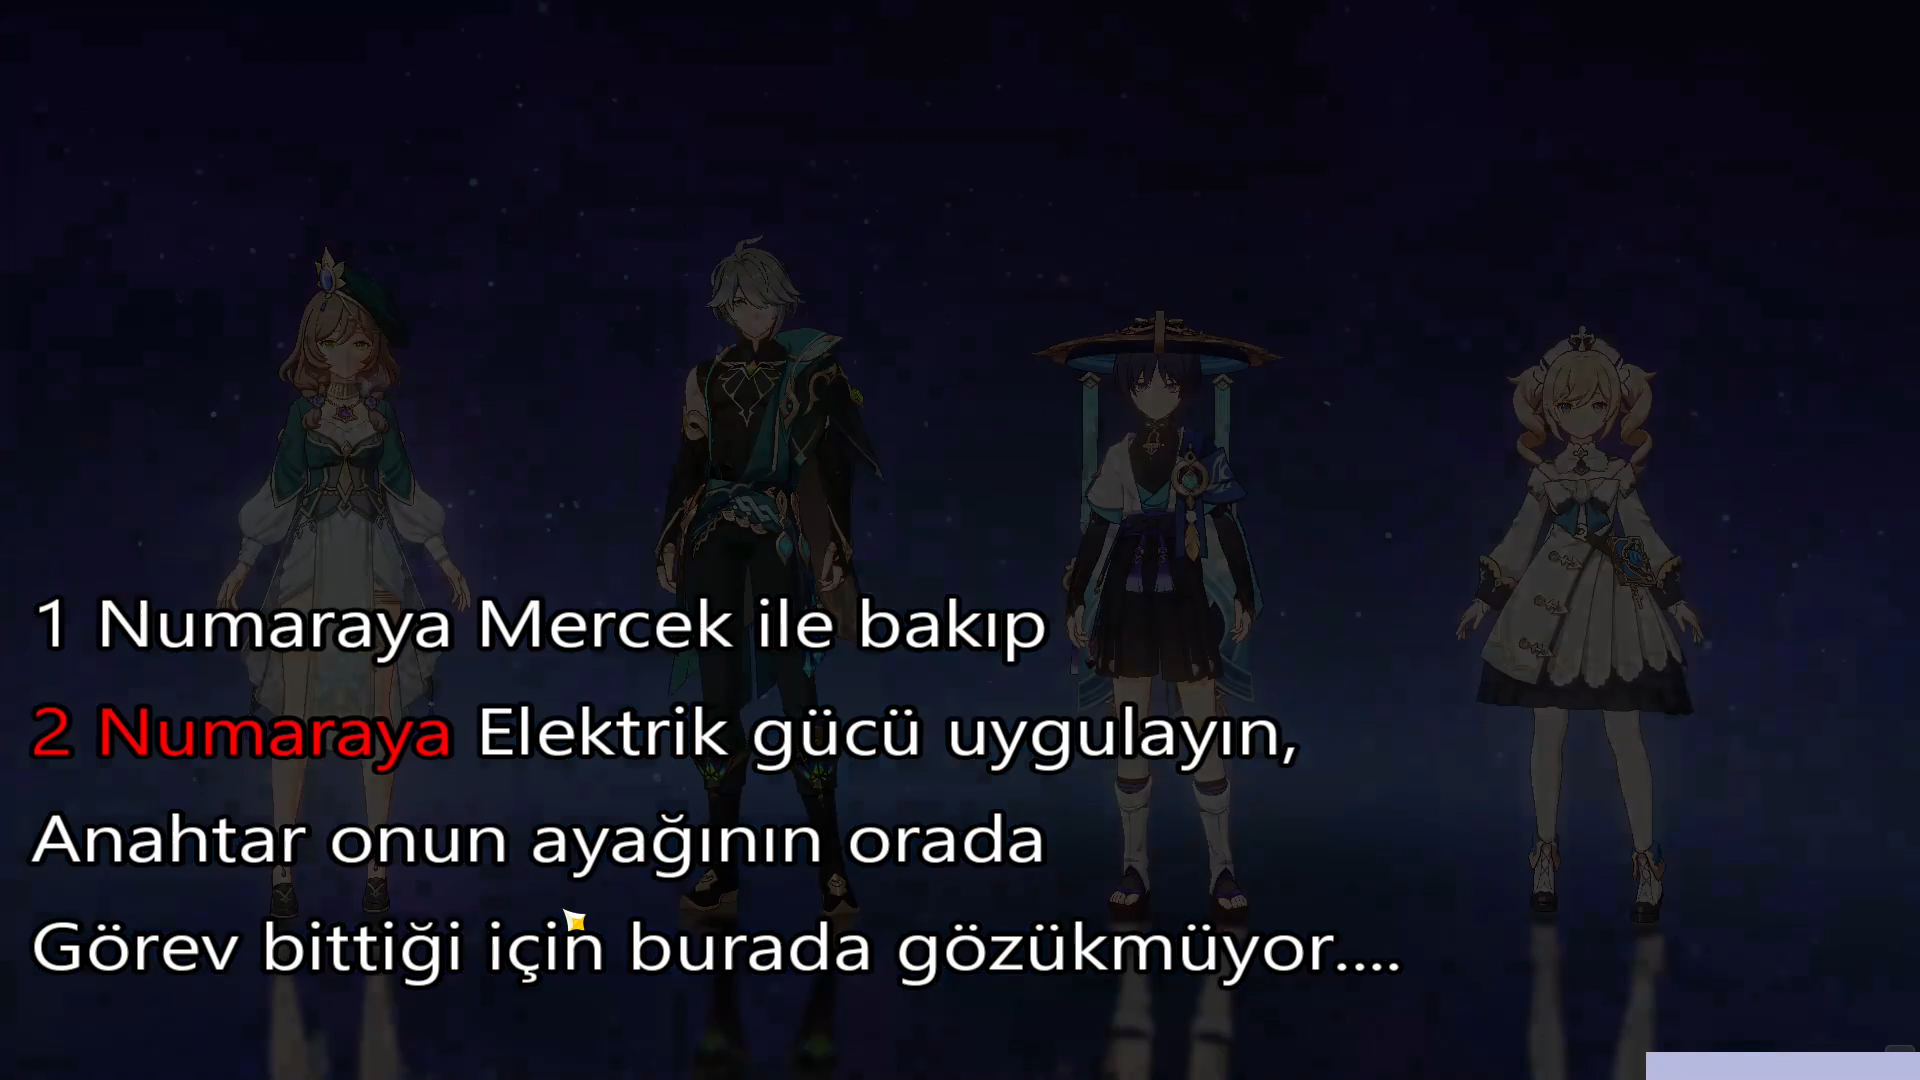 1 Numaraya Mercek ile bakıp
2 Numaraya Elektrik gücü uygulayın,
Anahtar onun ayağının orada
Görev bittiği için burada gözükmüyor....